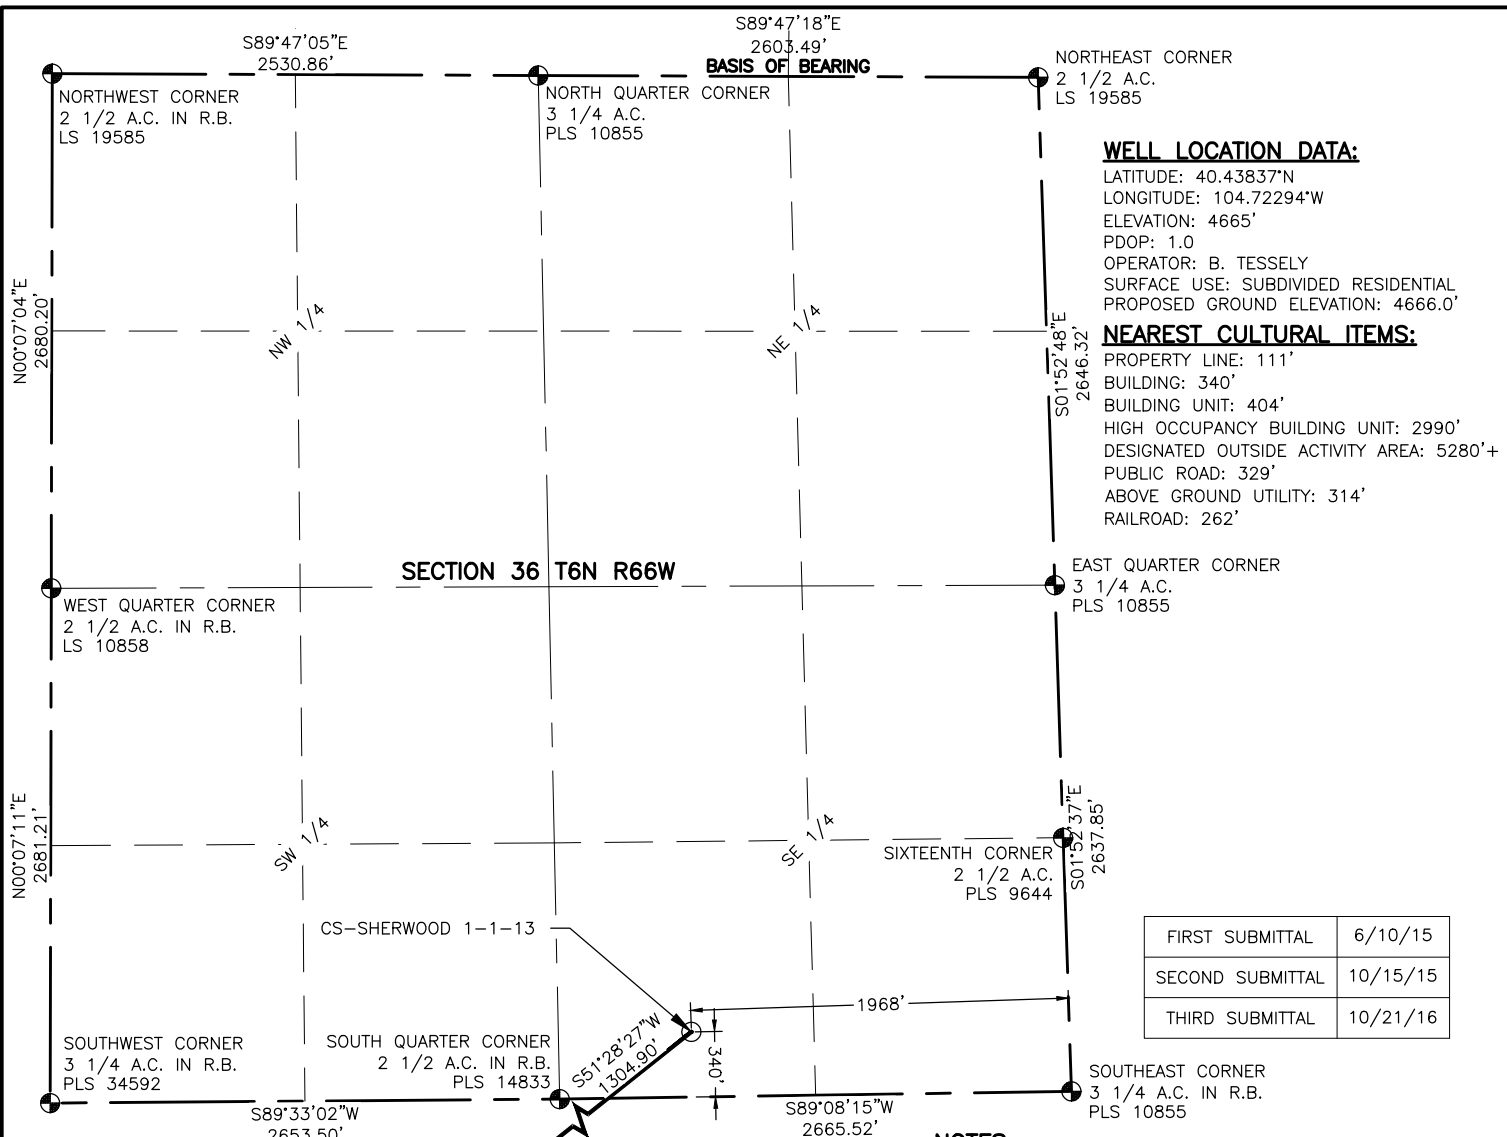 S89°47'05"E
2530.86'
S89°47'18"E
2603.49'
BASIS OF BEARING
NORTHWEST CORNER
2 1/2 A.C. IN R.B.
LS 19585
NORTH QUARTER CORNER
3 1/4 A.C.
PLS 10855
NORTHEAST CORNER
2 1/2 A.C.
LS 19585
WELL LOCATION DATA:
LATITUDE: 40.43837°N
LONGITUDE: 104.72294°W
ELEVATION: 4665'
PDOP: 1.0
OPERATOR: B. TESSELY
SURFACE USE: SUBDIVIDED RESIDENTIAL
PROPOSED GROUND ELEVATION: 4666.0'
NEAREST CULTURAL ITEMS:
PROPERTY LINE: 111'
BUILDING: 340'
BUILDING UNIT: 404'
HIGH OCCUPANCY BUILDING UNIT: 2990'
DESIGNATED OUTSIDE ACTIVITY AREA: 5280'+
PUBLIC ROAD: 329'
ABOVE GROUND UTILITY: 314'
RAILROAD: 262'
N00°07'04"E
2680.20'
NW 1/4
NE 1/4
S01°52'48"E
2646.32'
SECTION 36 T6N R66W
WEST QUARTER CORNER
2 1/2 A.C. IN R.B.
LS 10858
EAST QUARTER CORNER
3 1/4 A.C.
PLS 10855
N00°07'11"E
2681.21'
SW 1/4
SE 1/4
SIXTEENTH CORNER
2 1/2 A.C.
PLS 9644
S01°52'37"E
2637.85'
CS-SHERWOOD 1-1-13
FIRST SUBMITTAL 6/10/15
SECOND SUBMITTAL 10/15/15
THIRD SUBMITTAL 10/21/16
1968'
340'
S51°28'27"W
1304.90'
SOUTHWEST CORNER
3 1/4 A.C. IN R.B.
PLS 34592
SOUTH QUARTER CORNER
2 1/2 A.C. IN R.B.
PLS 14833
SOUTHEAST CORNER
3 1/4 A.C. IN R.B.
PLS 10855
S89°33'02"W
2653.50'
S89°08'15"W
2665.52'
NOTES